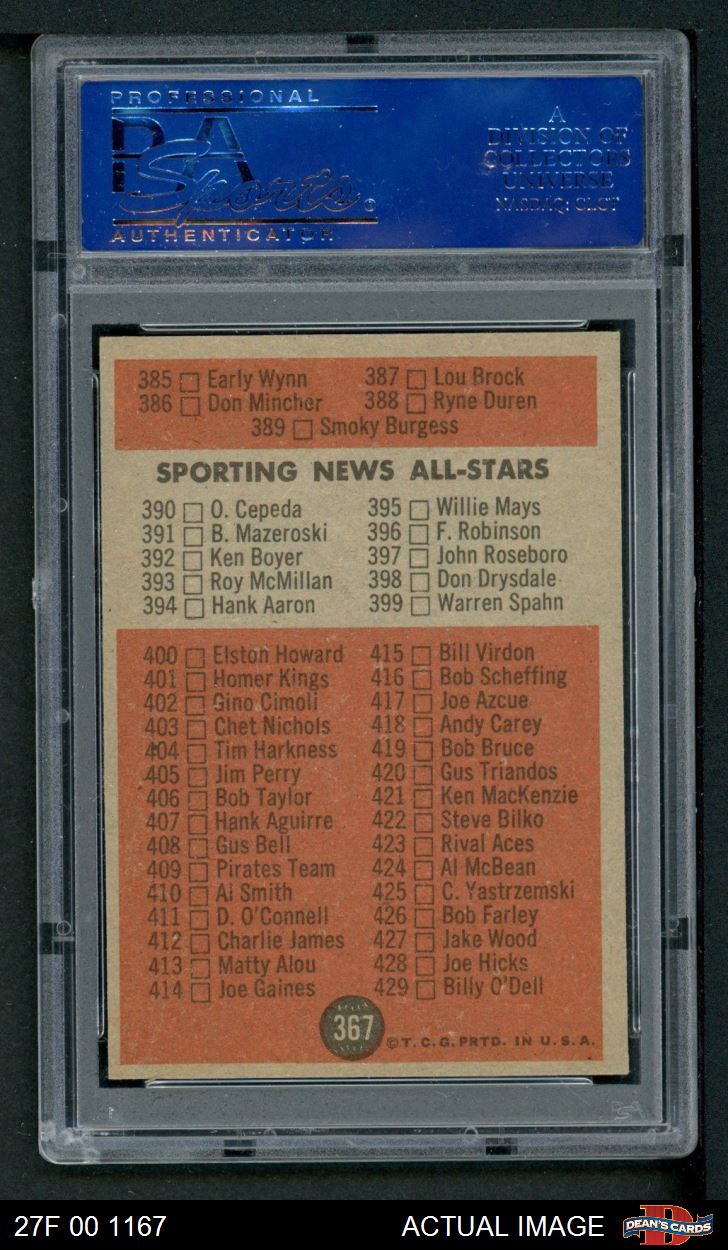 PROFESSIONAL
PSA
Sports
AUTHENTICATOR
A
DIVISION OF
COLLECTORS
UNIVERSE
NASDAQ: CLCT
385 Early Wynn 387 Lou Brock
386 Don Mincher 388 Ryne Duren
389 Smoky Burgess
SPORTING NEWS ALL-STARS
390 O. Cepeda 395 Willie Mays
391 B. Mazeroski 396 F. Robinson
392 Ken Boyer 397 John Roseboro
393 Roy McMillan 398 Don Drysdale
394 Hank Aaron 399 Warren Spahn
400 Elston Howard 415 Bill Virdon
401 Homer Kings 416 Bob Scheffing
402 Gino Cimoli 417 Joe Azcue
403 Chet Nichols 418 Andy Carey
404 Tim Harkness 419 Bob Bruce
405 Jim Perry 420 Gus Triandos
406 Bob Taylor 421 Ken MacKenzie
407 Hank Aguirre 422 Steve Bilko
408 Gus Bell 423 Rival Aces
409 Pirates Team 424 Al McBean
410 Al Smith 425 C. Yastrzemski
411 D. O'Connell 426 Bob Farley
412 Charlie James 427 Jake Wood
413 Matty Alou 428 Joe Hicks
414 Joe Gaines 429 Billy O'Dell
367
©T.C.G. PRTD. IN U.S.A.
PSA
27F 00 1167 ACTUAL IMAGE DEAN'S CARDS